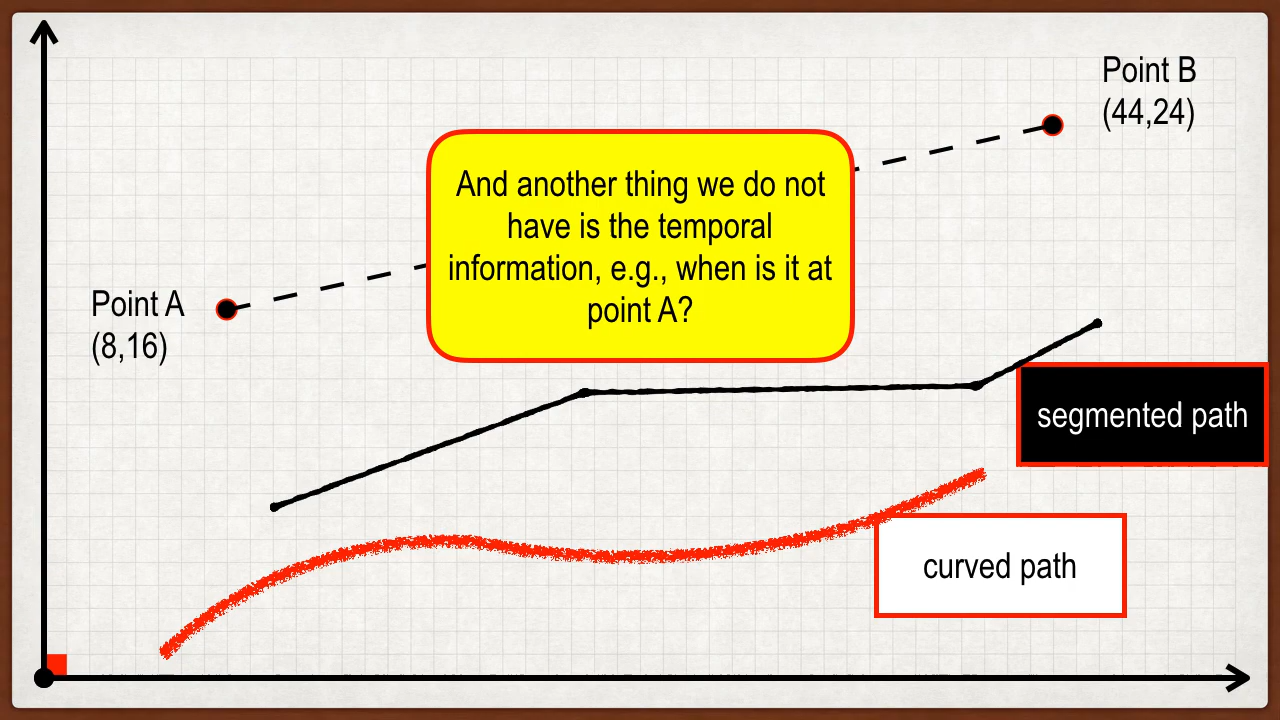 Point B
(44,24)
And another thing we do not
have is the temporal
information, e.g., when is it at
point A?
Point A
(8,16)
segmented path
curved path